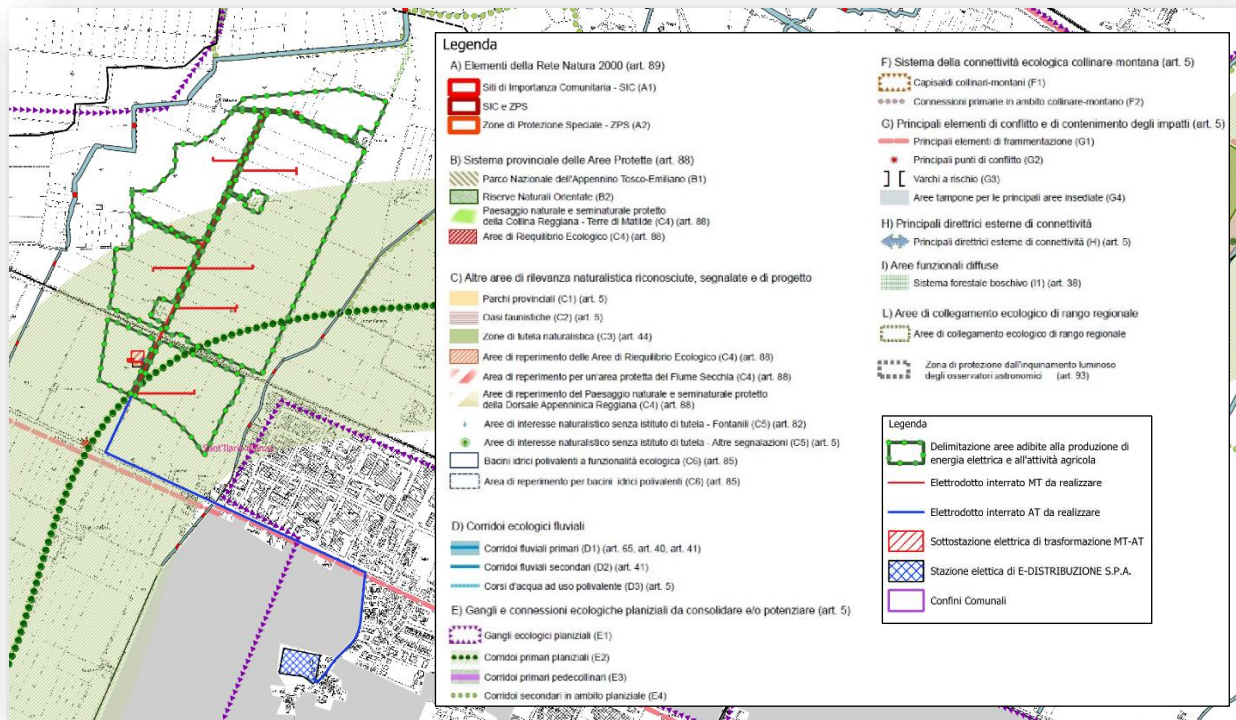 Legenda
A) Elementi della Rete Natura 2000 (art. 89)
Siti di Importanza Comunitaria - SIC (A1)
SIC e ZPS
Zone di Protezione Speciale - ZPS (A2)
B) Sistema provinciale delle Aree Protette (art. 88)
Parco Nazionale dell'Appennino Tosco-Emiliano (B1)
Riserve Naturali Orientate (B2)
Paesaggio naturale e seminaturale protetto
della Collina Reggiana - Terre di Matilde (C4) (art. 88)
Aree di Riequilibrio Ecologico (C4) (art. 88)
C) Altre aree di rilevanza naturalistica riconosciute, segnalate e di progetto
Parchi provinciali (C1) (art. 5)
Oasi faunistiche (C2) (art. 5)
Zone di tutela naturalistica (C3) (art. 44)
Aree di reperimento delle Aree di Riequilibrio Ecologico (C4) (art. 88)
Area di reperimento per un'area protetta del Fiume Secchia (C4) (art. 88)
Aree di reperimento del Paesaggio naturale e seminaturale protetto
della Dorsale Appenninica Reggiana (C4) (art. 88)
Aree di interesse naturalistico senza istituto di tutela - Fontanili (C5) (art. 82)
Aree di interesse naturalistico senza istituto di tutela - Altre segnalazioni (C5) (art. 5)
Bacini idrici polivalenti a funzionalità ecologica (C6) (art. 85)
Area di reperimento per bacini idrici polivalenti (C6) (art. 85)
D) Corridoi ecologici fluviali
Corridoi fluviali primari (D1) (art. 65, art. 40, art. 41)
Corridoi fluviali secondari (D2) (art. 41)
Corsi d'acqua ad uso polivalente (D3) (art. 5)
E) Gangli e connessioni ecologiche planiziali da consolidare e/o potenziare (art. 5)
Gangli ecologici planiziali (E1)
Corridoi primari planiziali (E2)
Corridoi primari pedecollinari (E3)
Corridoi secondari in ambito planiziale (E4)
F) Sistema della connettività ecologica collinare montana (art. 5)
Capisaldi collinari-montani (F1)
Connessioni primarie in ambito collinare-montano (F2)
G) Principali elementi di conflitto e di contenimento degli impatti (art. 5)
Principali elementi di frammentazione (G1)
Principali punti di conflitto (G2)
Varchi a rischio (G3)
Aree tampone per le principali aree insediate (G4)
H) Principali direttrici esterne di connettività
Principali direttrici esterne di connettività (H) (art. 5)
I) Aree funzionali diffuse
Sistema forestale boschivo (I1) (art. 38)
L) Aree di collegamento ecologico di rango regionale
Aree di collegamento ecologico di rango regionale
Zona di protezione dall'inquinamento luminoso
degli osservatori astronomici (art. 93)
Legenda
Delimitazione aree adibite alla produzione di
energia elettrica e all'attività agricola
Elettrodotto interrato MT da realizzare
Elettrodotto interrato AT da realizzare
Sottostazione elettrica di trasformazione MT-AT
Stazione elettica di E-DISTRIBUZIONE S.P.A.
Confini Comunali